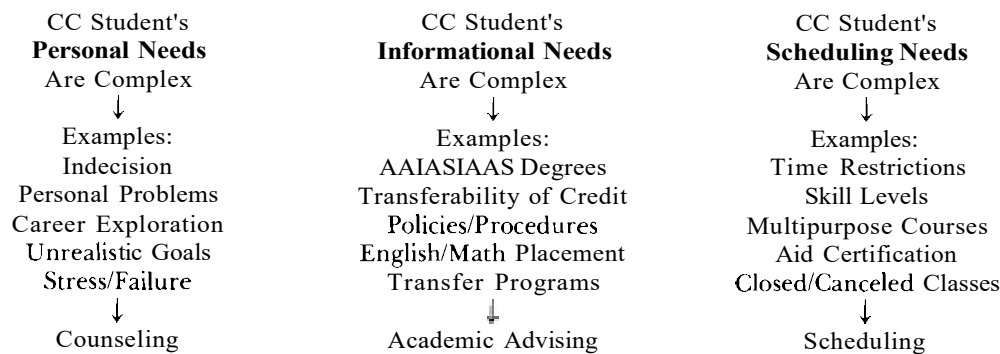 CC Student's
Personal Needs
Are Complex
Examples:
Indecision
Personal Problems
Career Exploration
Unrealistic Goals
Stress/Failure
Counseling
CC Student's
Informational Needs
Are Complex
Examples:
AAIASIAAS Degrees
Transferability of Credit
Policies/Procedures
English/Math Placement
Transfer Programs
Academic Advising
CC Student's
Scheduling Needs
Are Complex
Examples:
Time Restrictions
Skill Levels
Multipurpose Courses
Aid Certification
Closed/Canceled Classes
Scheduling